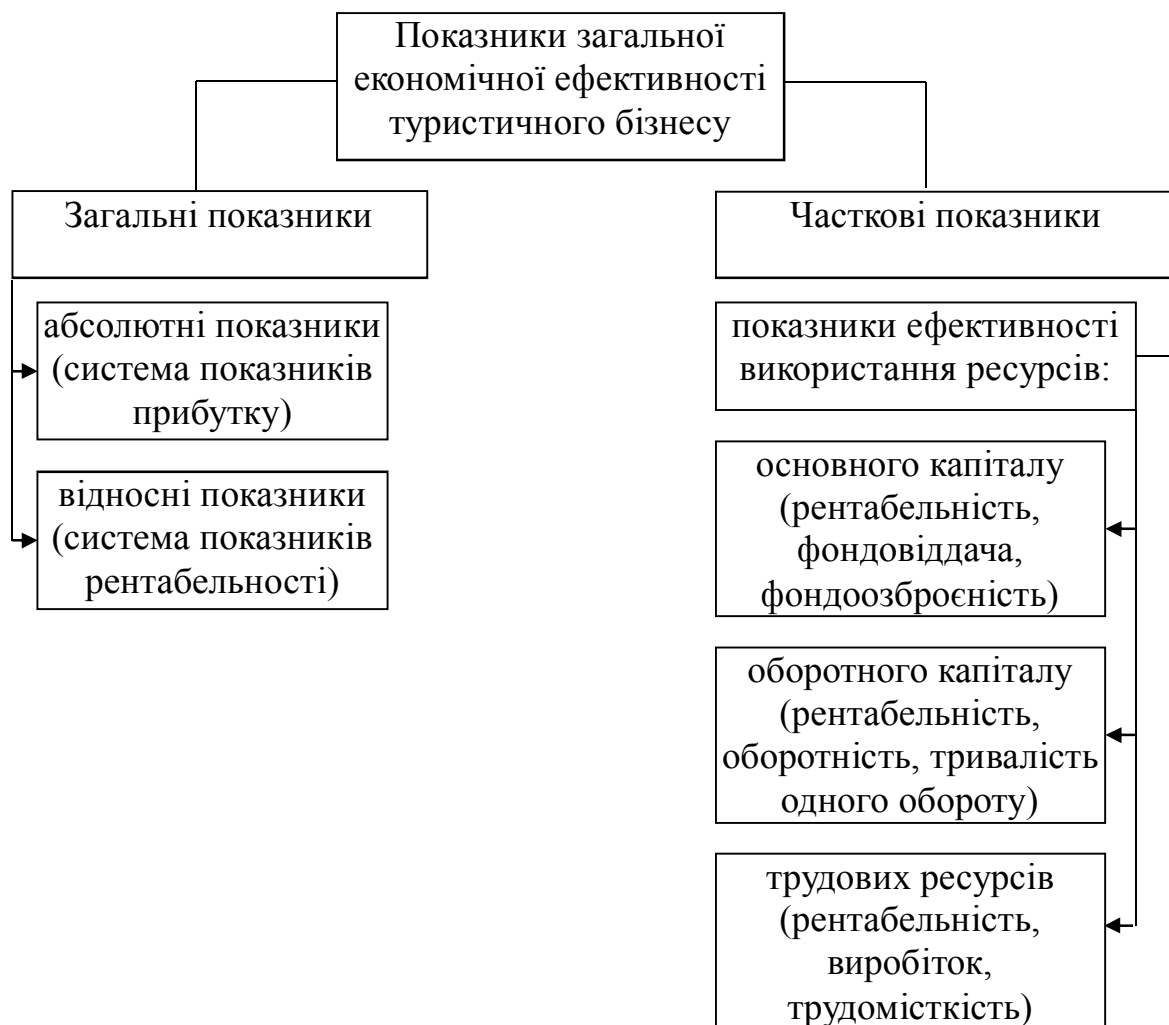 Показники загальної
економічної ефективності
туристичного бізнесу
Загальні показники
абсолютні показники
(система показників
прибутку)
відносні показники
(система показників
рентабельності)
Часткові показники
показники ефективності
використання ресурсів:
основного капіталу
(рентабельність,
фондовіддача,
фондоозброєність)
оборотного капіталу
(рентабельність,
оборотність, тривалість
одного обороту)
трудових ресурсів
(рентабельність,
виробіток,
трудомісткість)